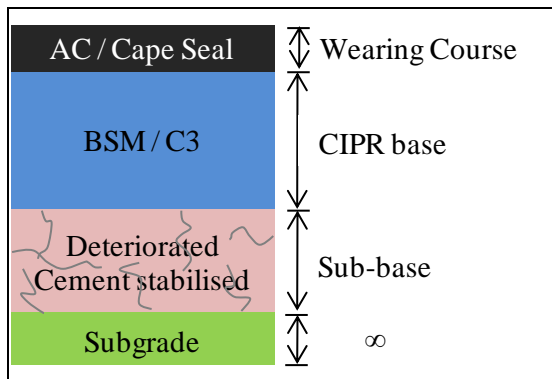 AC / Cape Seal
Wearing Course
BSM / C3
CIPR base
Deteriorated
Cement stabilised
Sub-base
Subgrade
∞